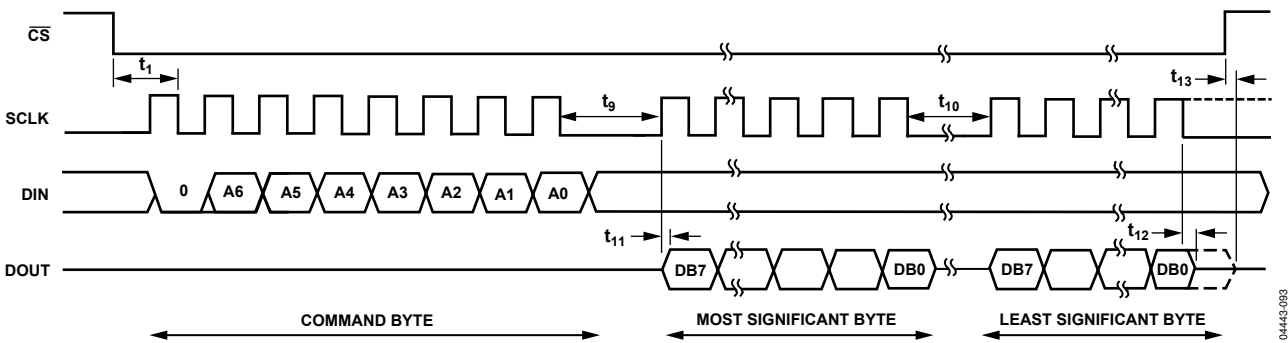 CS
t1
t13
SCLK
t9
t10
DIN
0 A6 A5 A4 A3 A2 A1 A0
t11
t12
DOUT
DB7 DB0 DB7 DB0
COMMAND BYTE MOST SIGNIFICANT BYTE LEAST SIGNIFICANT BYTE
04443-093